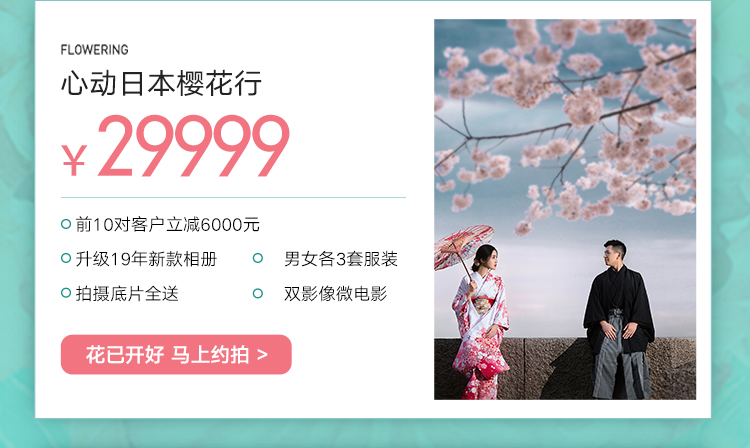 FLOWERING
心动日本樱花行
¥ 29999
前10对客户立减6000元
升级19年新款相册 男女各3套服装
拍摄底片全送 双影像微电影
花已开好 马上约拍 >